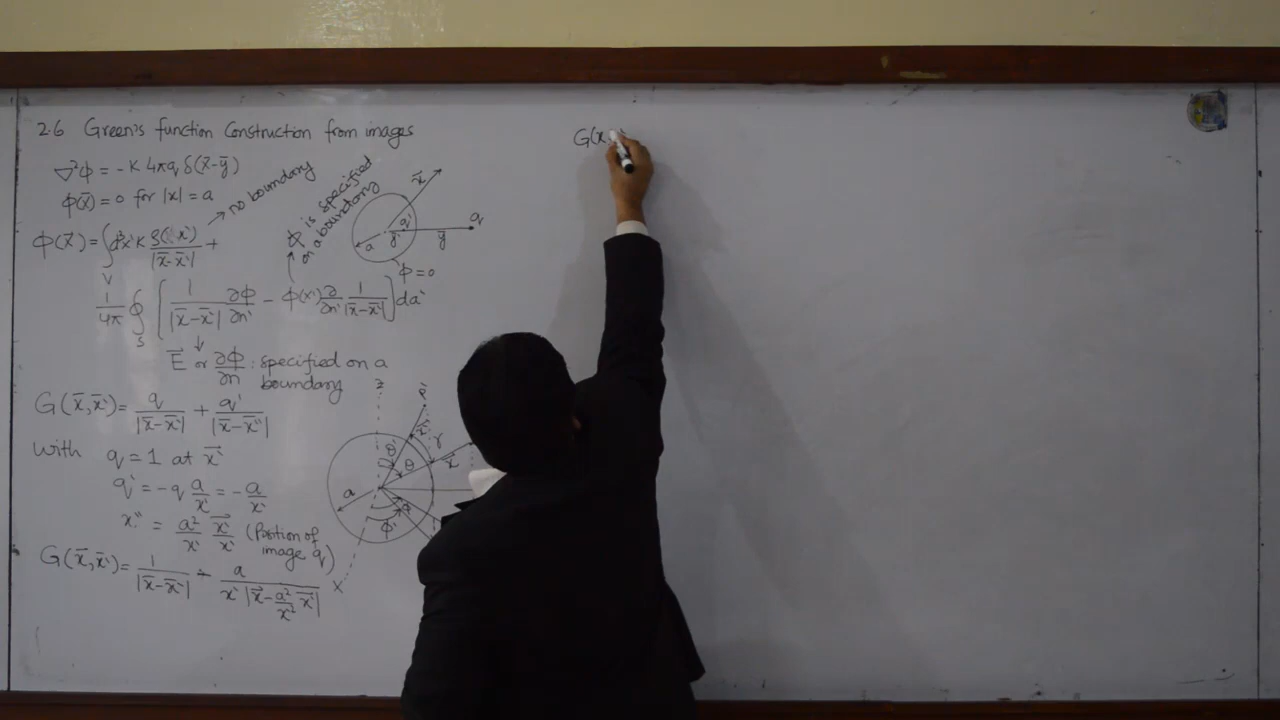 2.6 Green's function Construction from images
∇²ϕ = -K 4πq δ(x̄-ȳ)
ϕ(x̄) = 0 for |x| = a
→ no boundary
ϕ is specified
on a boundary
ϕ(x⃗) = ∫_V d³x' K ρ(x')/|x̄-x̄'| +
1/4π ∮_S [ 1/|x̄-x̄'| ∂ϕ/∂n' - ϕ(x') ∂/∂n' 1/|x̄-x̄'| ] da'
E⃗ or ∂ϕ/∂n : specified on a
boundary
x̄
q
q'
a
ȳ'
ȳ
ϕ=0
G(x̄,x̄') = q/|x̄-x̄'| + q'/|x̄-x̄''|
with q = 1 at x⃗'
q' = -q a/x' = -a/x'
x'' = a²/x' x⃗'/x' (Position of
image q)
G(x̄,x̄') = 1/|x̄-x̄'| - a/(x' |x⃗ - a²/x'² x⃗'|)
z
P'
x̄'
γ
x̄
θ'
θ
a
ϕ'
x
G(x